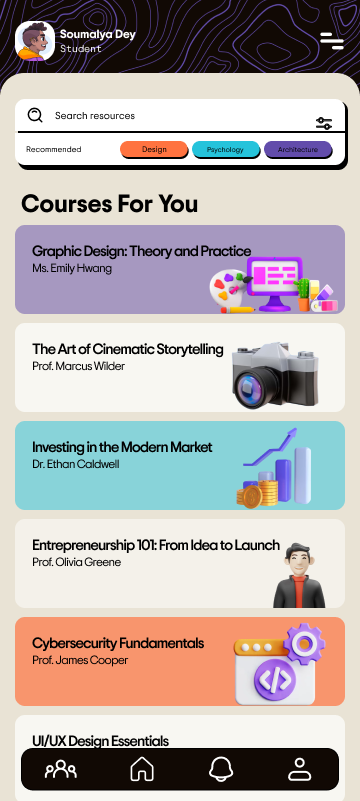 Soumalya Dey
Student
Search resources
Recommended
Design
Psychology
Architecture
Courses For You
Graphic Design: Theory and Practice
Ms. Emily Hwang
The Art of Cinematic Storytelling
Prof. Marcus Wilder
Investing in the Modern Market
Dr. Ethan Caldwell
Entrepreneurship 101: From Idea to Launch
Prof. Olivia Greene
Cybersecurity Fundamentals
Prof. James Cooper
UI/UX Design Essentials